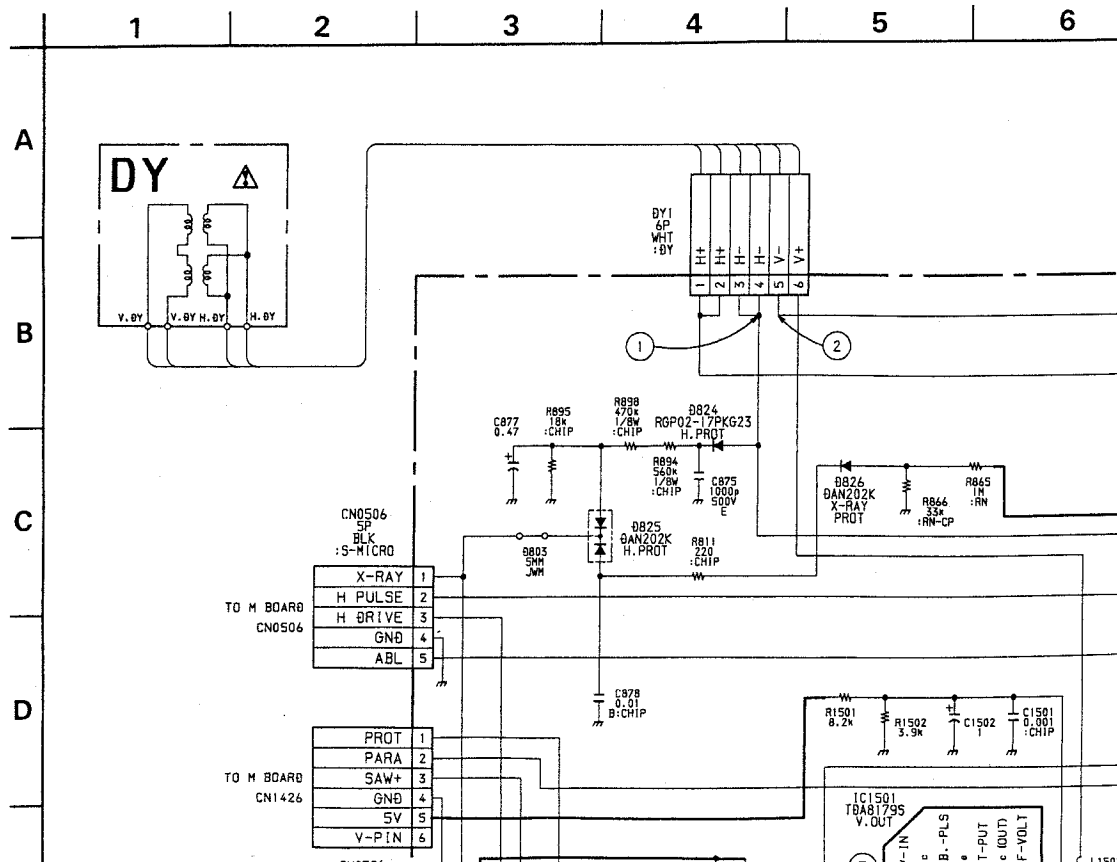 1 2 3 4 5 6
A
DY
V.DY V.DY H.DY H.DY
DY1
6P
WHT
:DY
H+ H+ H- H- V- V+
1 2 3 4 5 6
B
1
2
C877
0.47
R895
18k
:CHIP
R898
470k
1/8W
:CHIP
D824
RGP02-17PKG23
H.PROT
R894
560k
1/8W
:CHIP
C875
1000p
500V
E
D826
DAN202K
X-RAY
PROT
R866
33k
:RN-CP
R865
1M
:RN
C
CN0506
5P
BLK
:S-MICRO
D803
5MM
JWM
D825
DAN202K
H.PROT
R811
220
:CHIP
TO M BOARD
CN0506
X-RAY 1
H PULSE 2
H DRIVE 3
GND 4
ABL 5
C878
0.01
B:CHIP
D
R1501
8.2k
R1502
3.9k
C1502
1
C1501
0.001
:CHIP
TO M BOARD
CN1426
PROT 1
PARA 2
SAW+ 3
GND 4
5V 5
V-PIN 6
IC1501
TDA8179S
V.OUT
V-IN
B.-PLS
T-PUT
(OUT)
F-VOLT